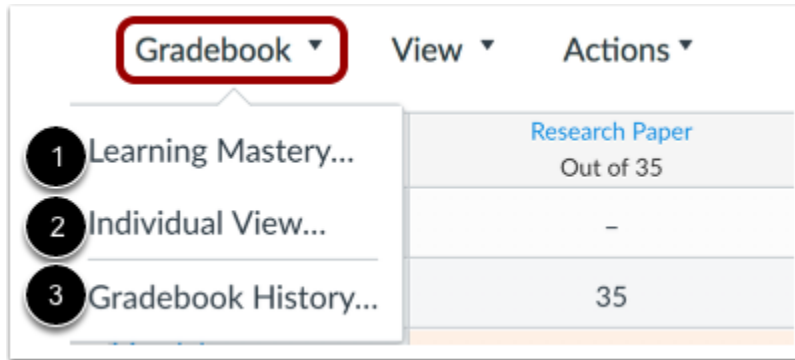 Gradebook ▾ View ▾ Actions ▾
1 Learning Mastery...
2 Individual View...
3 Gradebook History...
Research Paper
Out of 35
–
35